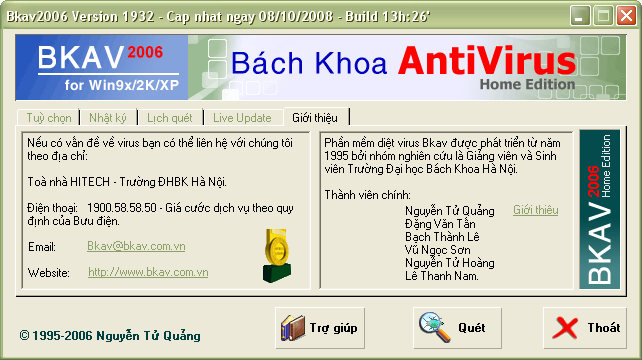 Bkav2006 Version 1932 - Cap nhat ngay 08/10/2008 - Build 13h:26'
BKAV 2006
for Win9x/2K/XP
Bách Khoa AntiVirus
Home Edition
Tuỳ chọn
Nhật ký
Lịch quét
Live Update
Giới thiệu
Nếu có vấn đề về virus bạn có thể liên hệ với chúng tôi
theo địa chỉ:
Toà nhà HITECH - Trường ĐHBK Hà Nội.
Điện thoại: 1900.58.58.50 - Giá cước dịch vụ theo quy
định của Bưu điện.
Email: Bkav@bkav.com.vn
Website: http://www.bkav.com.vn
Phần mềm diệt virus Bkav được phát triển từ năm
1995 bởi nhóm nghiên cứu là Giảng viên và Sinh
viên Trường Đại học Bách Khoa Hà Nội.
Thành viên chính:
Nguyễn Tử Quảng
Giới thiệu
Đặng Văn Tấn
Bạch Thành Lê
Vũ Ngọc Sơn
Nguyễn Tử Hoàng
Lê Thanh Nam.
BKAV 2006
Home Edition
© 1995-2006 Nguyễn Tử Quảng
Trợ giúp
Quét
Thoát